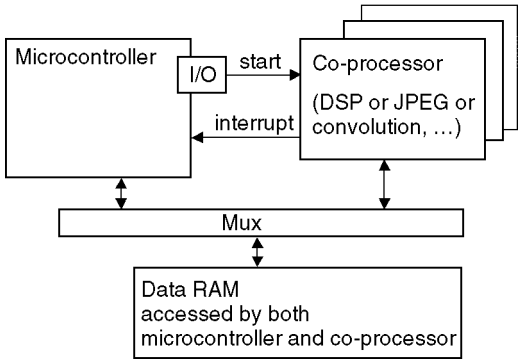 Microcontroller
I/O
start
interrupt
Co-processor
(DSP or JPEG or
convolution, …)
Mux
Data RAM
accessed by both
microcontroller and co-processor